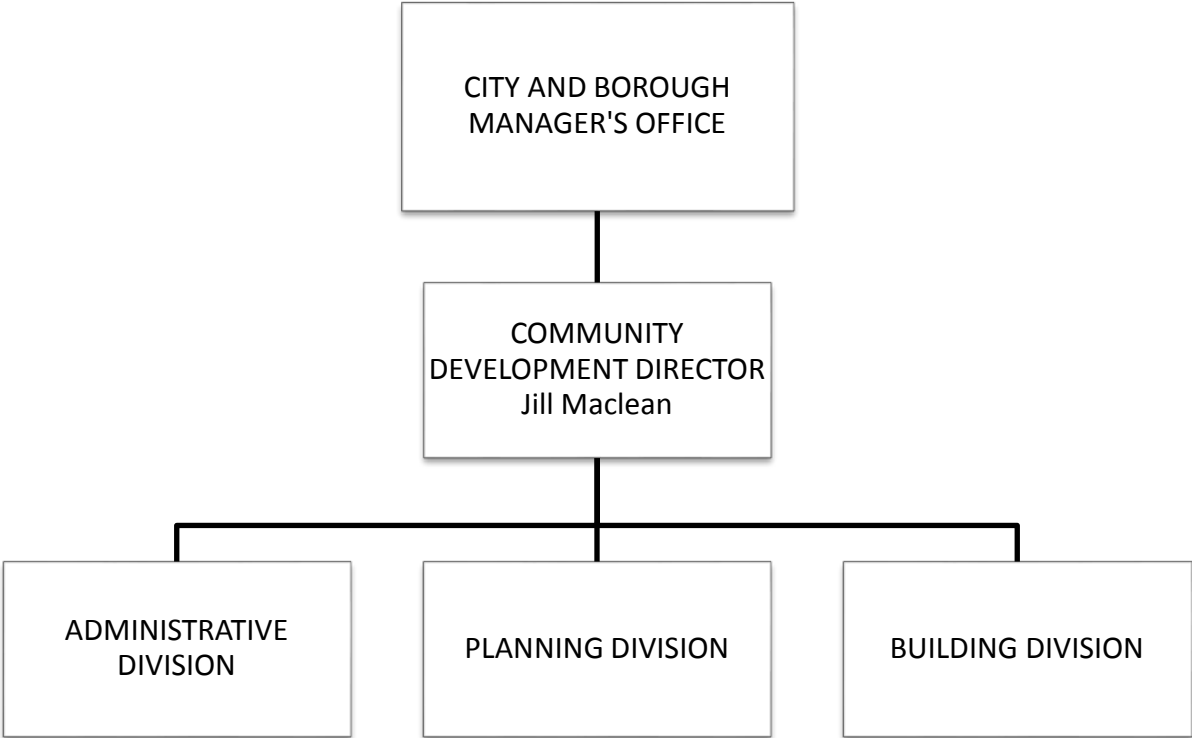 CITY AND BOROUGH
MANAGER'S OFFICE
COMMUNITY
DEVELOPMENT DIRECTOR
Jill Maclean
ADMINISTRATIVE
DIVISION
PLANNING DIVISION
BUILDING DIVISION